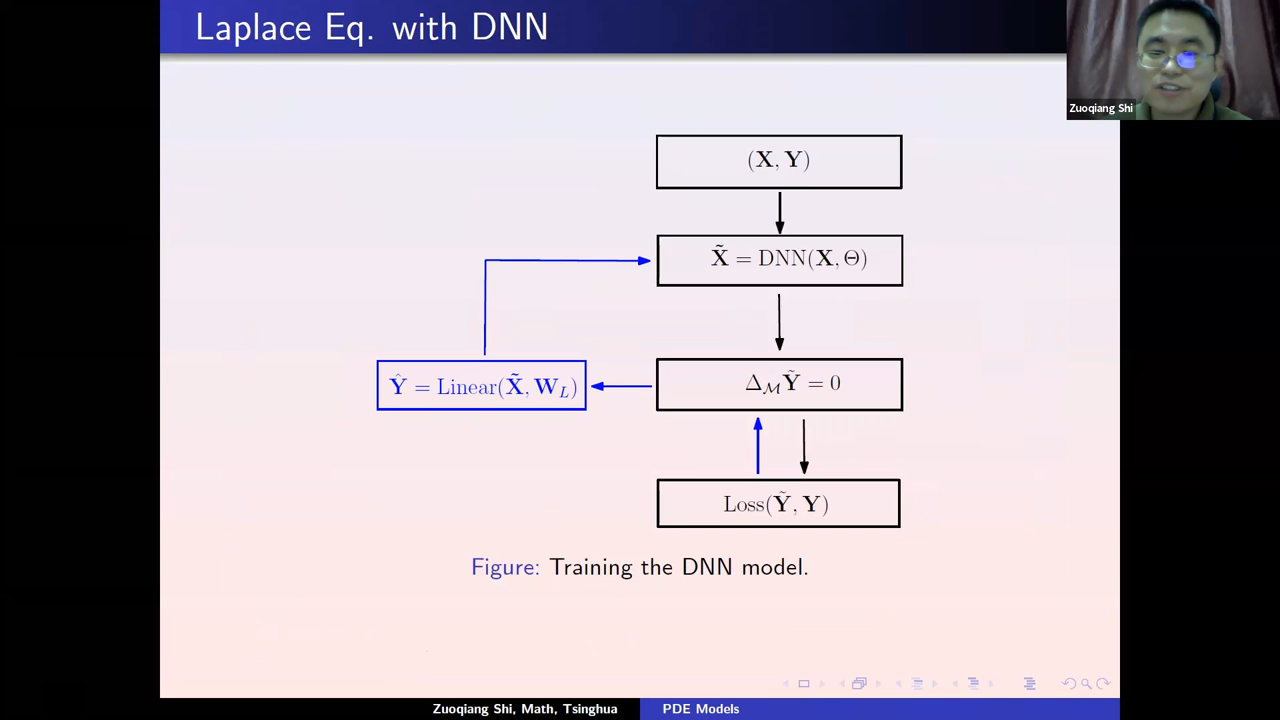 Laplace Eq. with DNN
Zuoqiang Shi
(X, Y)
X̃ = DNN(X, Θ)
Ŷ = Linear(X̃, W_L)
Δ_ℳ Ỹ = 0
Loss(Ỹ, Y)
Figure: Training the DNN model.
Zuoqiang Shi, Math, Tsinghua
PDE Models